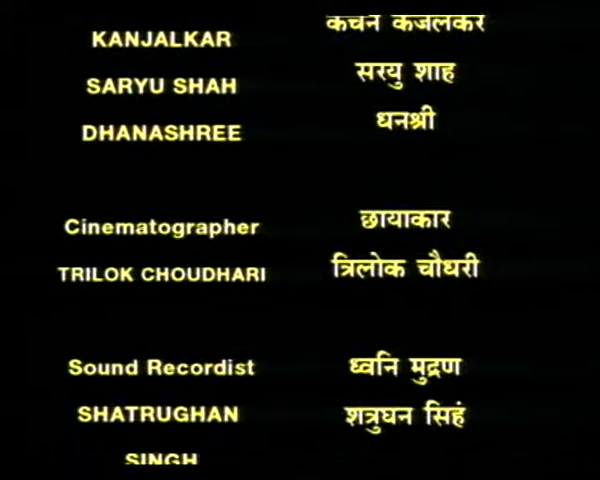 KANJALKAR
SARYU SHAH
DHANASHREE
Cinematographer
TRILOK CHOUDHARI
Sound Recordist
SHATRUGHAN
SINGH
कचन कंजलकर
सरयु शाह
धनश्री
छायाकार
त्रिलोक चौधरी
ध्वनि मुद्रण
शत्रुघन सिहं